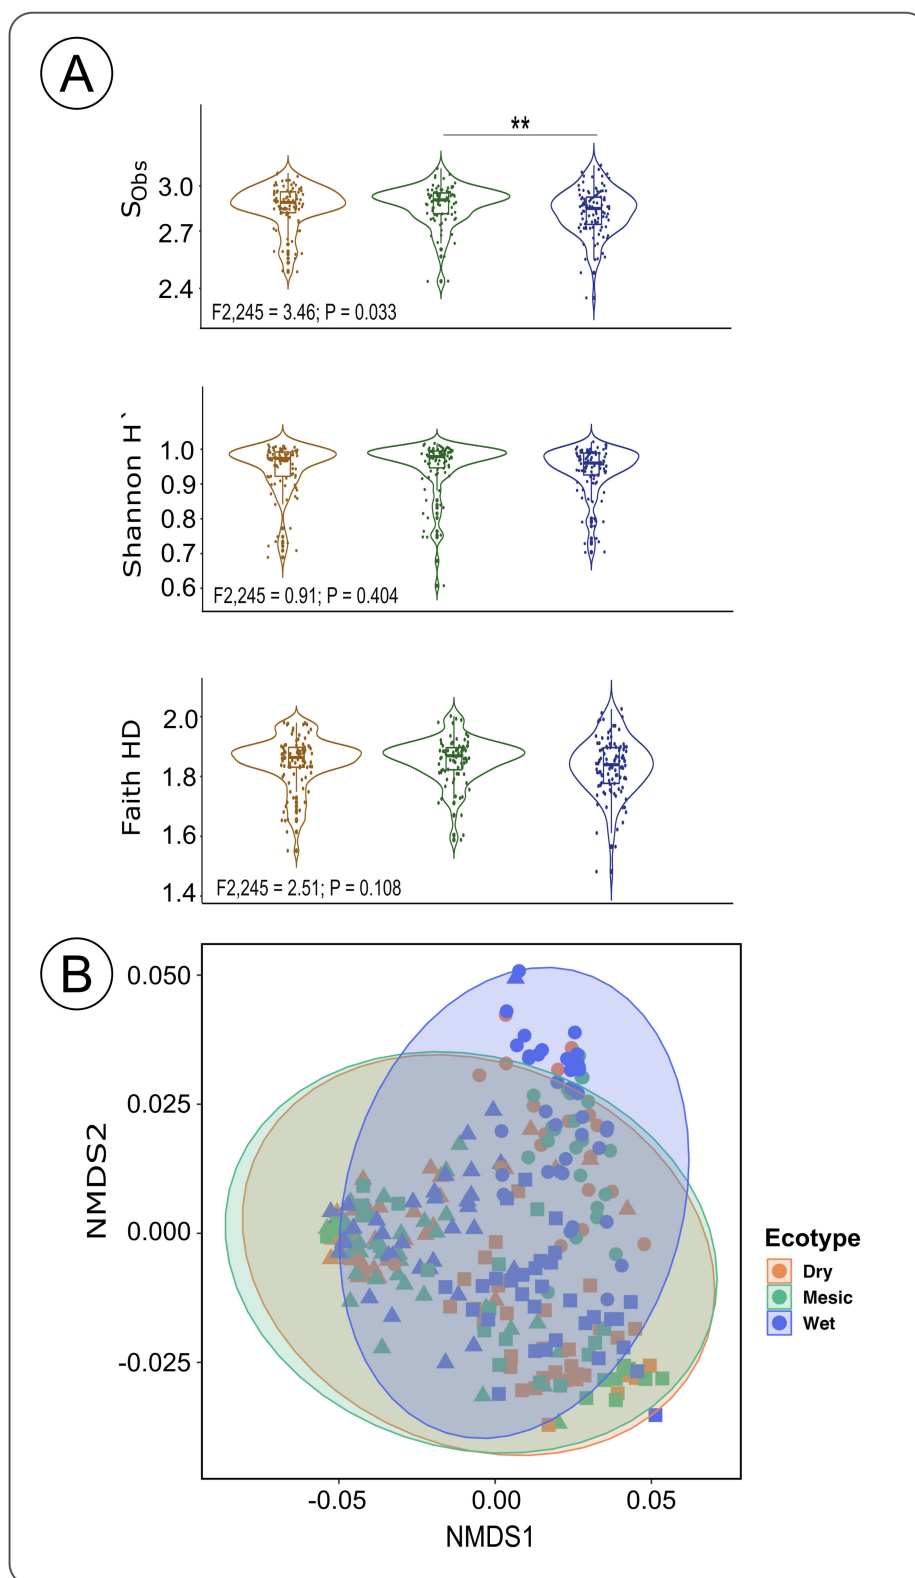 A
**
SObs
3.0
2.7
2.4
F2,245 = 3.46; P = 0.033
Shannon H`
1.0
0.9
0.8
0.7
0.6
F2,245 = 0.91; P = 0.404
Faith HD
2.0
1.8
1.6
1.4
F2,245 = 2.51; P = 0.108
B
NMDS2
0.050
0.025
0.000
-0.025
-0.05 0.00 0.05
NMDS1
Ecotype
Dry
Mesic
Wet